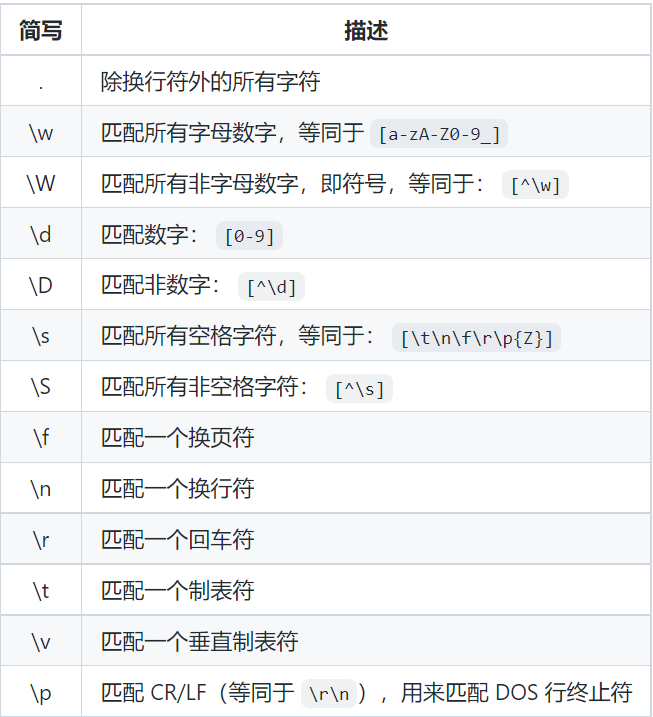 简写 描述
. 除换行符外的所有字符
\w 匹配所有字母数字，等同于 [a-zA-Z0-9_]
\W 匹配所有非字母数字，即符号，等同于： [^\w]
\d 匹配数字： [0-9]
\D 匹配非数字： [^\d]
\s 匹配所有空格字符，等同于： [\t\n\f\r\p{Z}]
\S 匹配所有非空格字符： [^\s]
\f 匹配一个换页符
\n 匹配一个换行符
\r 匹配一个回车符
\t 匹配一个制表符
\v 匹配一个垂直制表符
\p 匹配 CR/LF（等同于 \r\n），用来匹配 DOS 行终止符